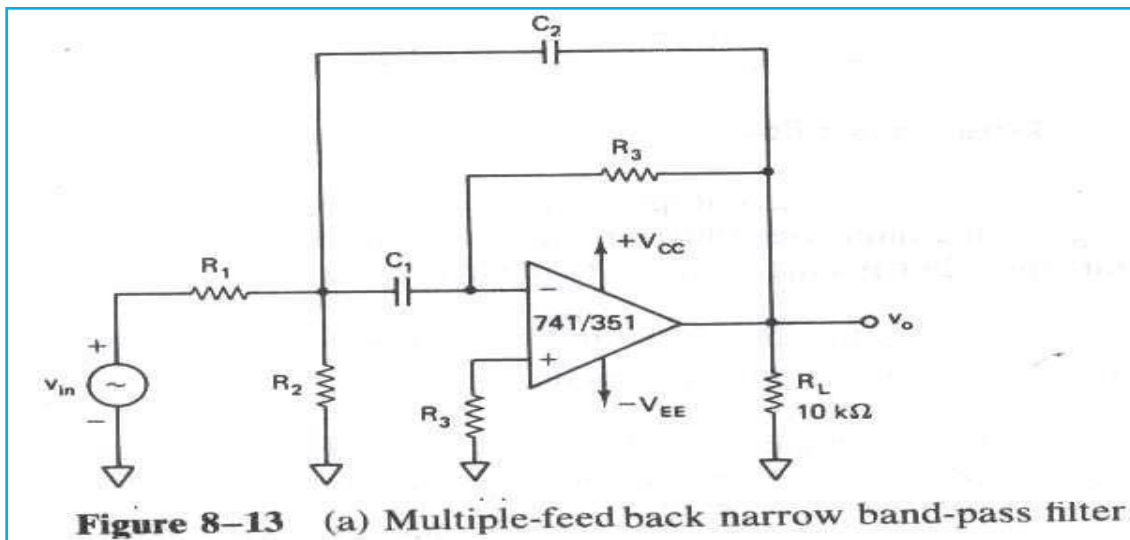 C2
R3
+VCC
R1
C1
−
741/351
vo
+
vin
−
R2
+
R3
−VEE
RL
10 kΩ
Figure 8–13 (a) Multiple-feed back narrow band-pass filter